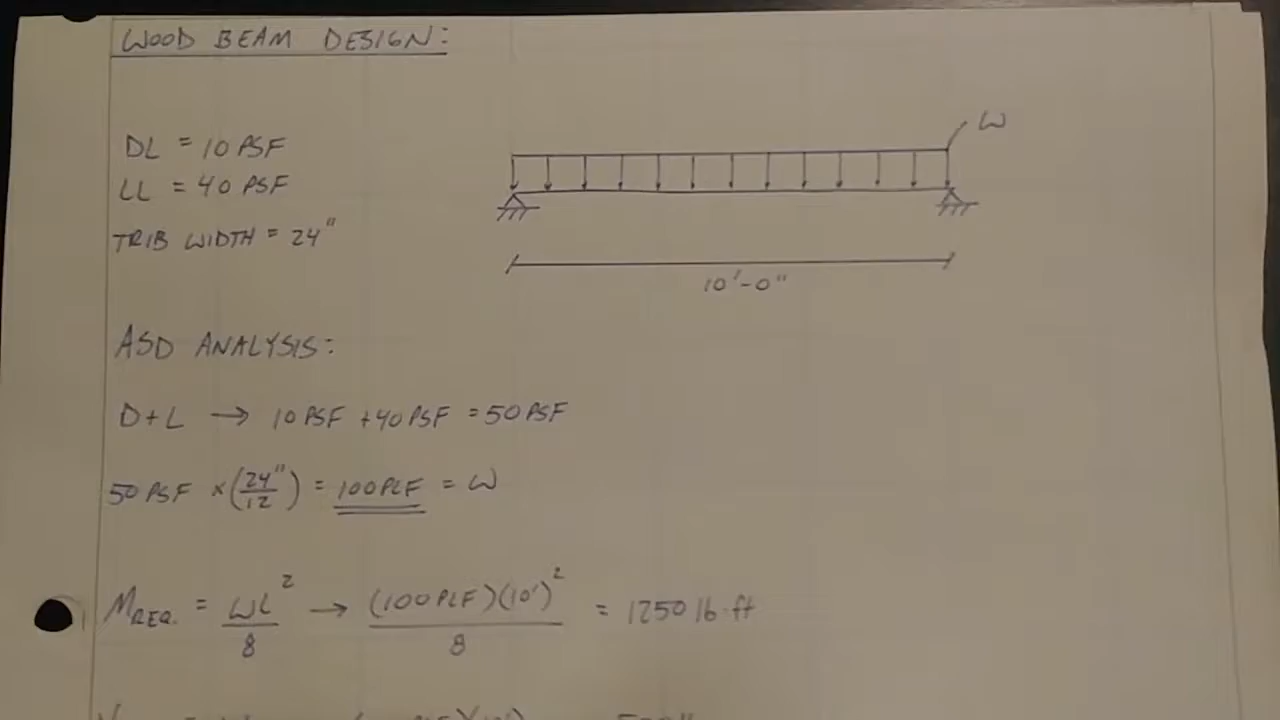 WOOD BEAM DESIGN:
DL = 10 PSF
LL = 40 PSF
TRIB WIDTH = 24"
W
10'-0"
ASD ANALYSIS:
D+L → 10 PSF + 40 PSF = 50 PSF
50 PSF × (24"/12) = 100 PLF = W
M REQ. = WL²/8 → (100 PLF)(10')²/8 = 1250 lb·ft